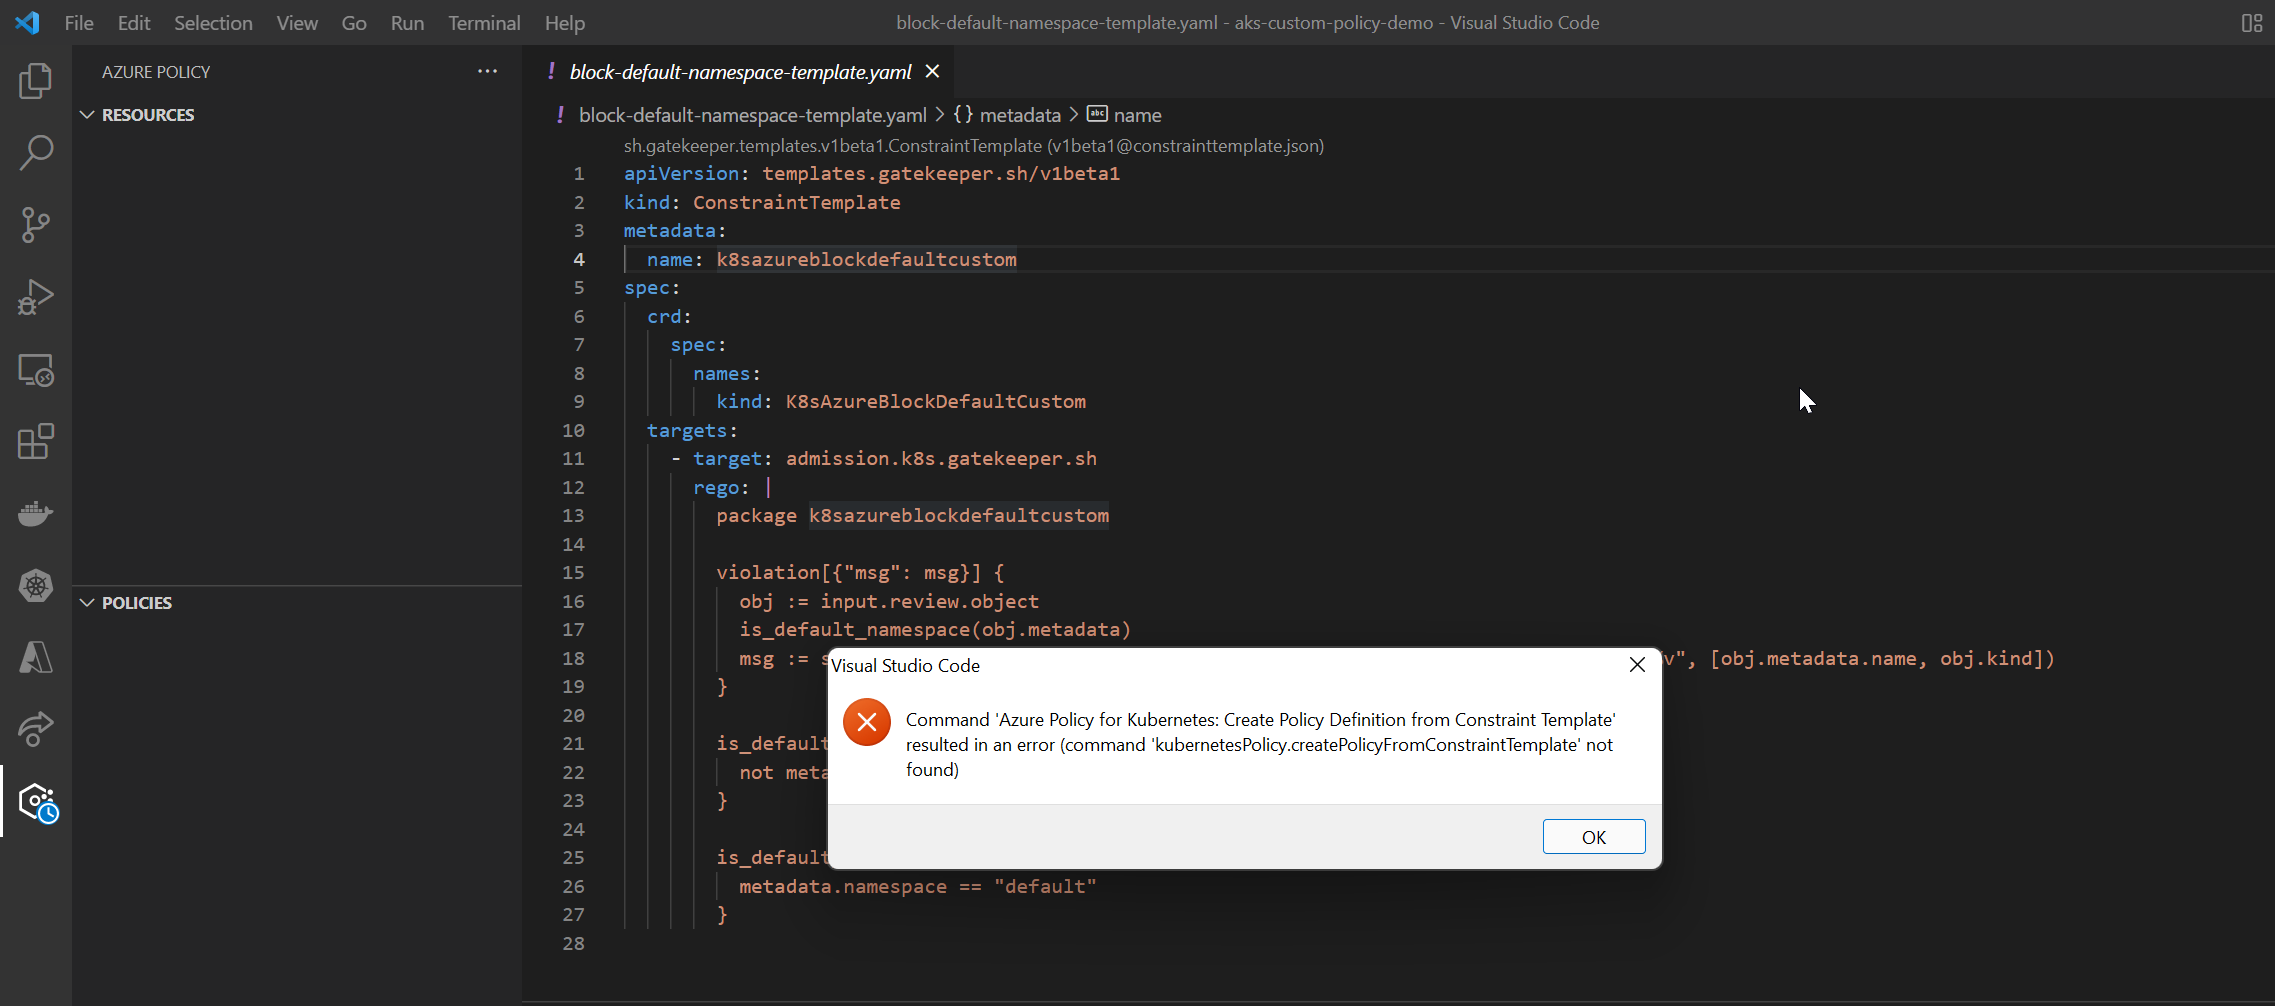 File Edit Selection View Go Run Terminal Help
block-default-namespace-template.yaml - aks-custom-policy-demo - Visual Studio Code
AZURE POLICY
RESOURCES
POLICIES
! block-default-namespace-template.yaml
! block-default-namespace-template.yaml > {} metadata > abc name
sh.gatekeeper.templates.v1beta1.ConstraintTemplate (v1beta1@constrainttemplate.json)
1 apiVersion: templates.gatekeeper.sh/v1beta1
2 kind: ConstraintTemplate
3 metadata:
4 name: k8sazureblockdefaultcustom
5 spec:
6 crd:
7 spec:
8 names:
9 kind: K8sAzureBlockDefaultCustom
10 targets:
11 - target: admission.k8s.gatekeeper.sh
12 rego: |
13 package k8sazureblockdefaultcustom
14
15 violation[{"msg": msg}] {
16 obj := input.review.object
17 is_default_namespace(obj.metadata)
18 msg := s v", [obj.metadata.name, obj.kind])
19 }
20
21 is_default
22 not meta
23 }
24
25 is_default
26 metadata.namespace == "default"
27 }
28
Visual Studio Code
Command 'Azure Policy for Kubernetes: Create Policy Definition from Constraint Template'
resulted in an error (command 'kubernetesPolicy.createPolicyFromConstraintTemplate' not
found)
OK